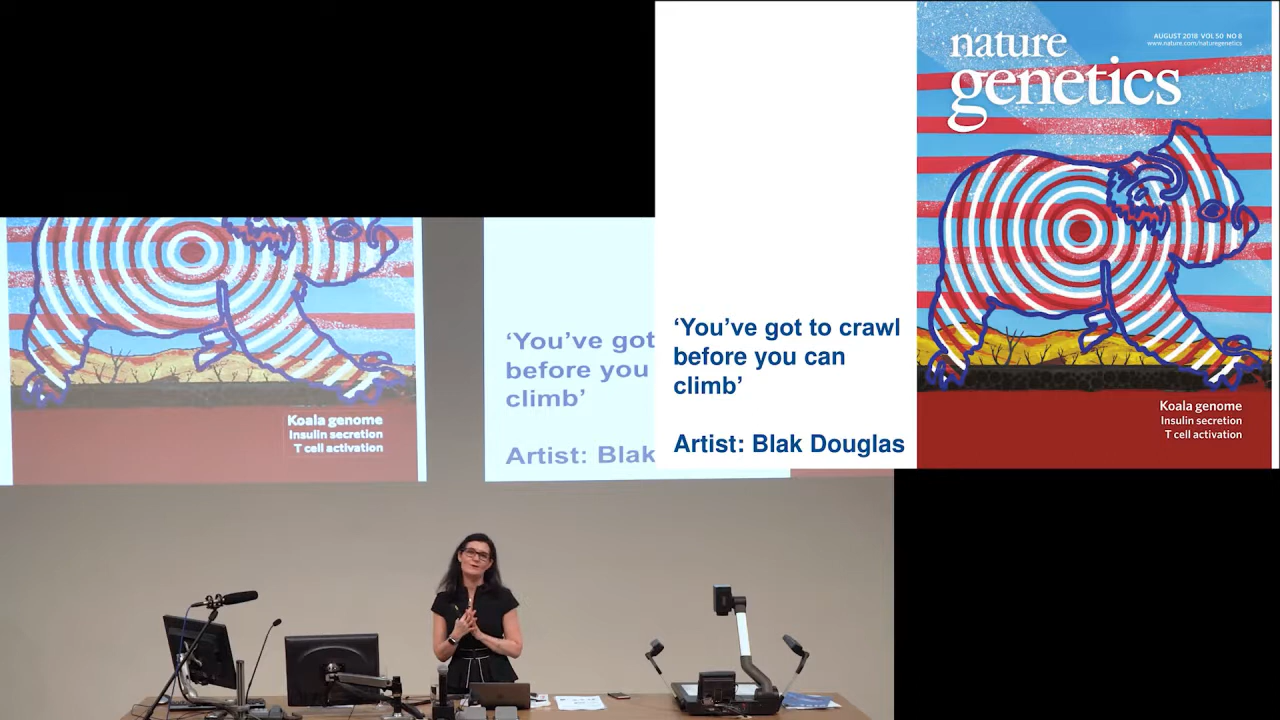 nature
genetics
AUGUST 2018 VOL 50 NO 8
www.nature.com/naturegenetics
‘You’ve got to crawl
before you can
climb’
Artist: Blak Douglas
Koala genome
Insulin secretion
T cell activation
‘You’ve got
before you
climb’
Artist: Blak
Koala genome
Insulin secretion
T cell activation